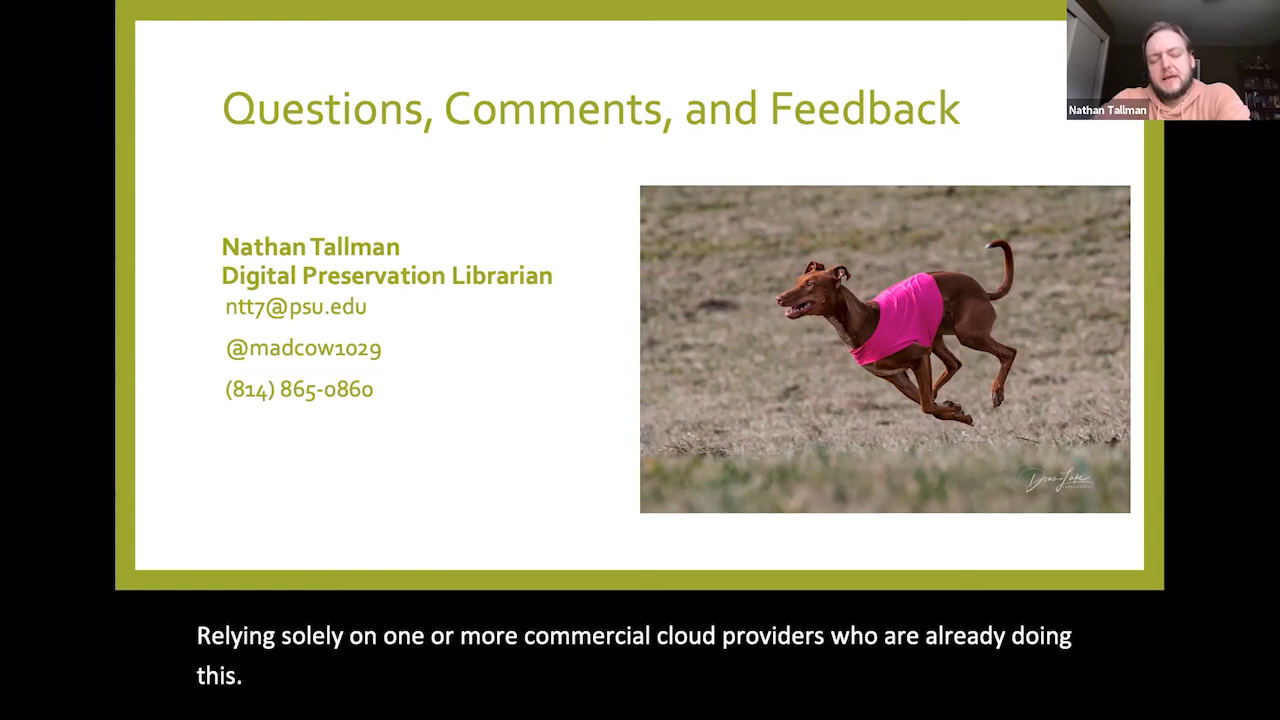 Questions, Comments, and Feedback
Nathan Tallman
Nathan Tallman
Digital Preservation Librarian
ntt7@psu.edu
@madcow1029
(814) 865-0860
Relying solely on one or more commercial cloud providers who are already doing
this.